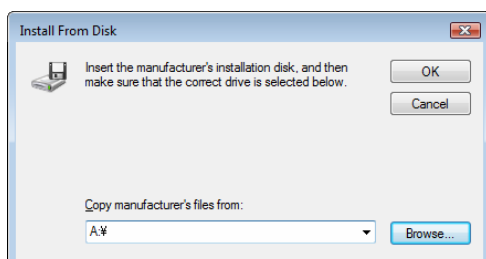 Install From Disk
Insert the manufacturer's installation disk, and then
make sure that the correct drive is selected below.
OK
Cancel
Copy manufacturer's files from:
A:¥
Browse...